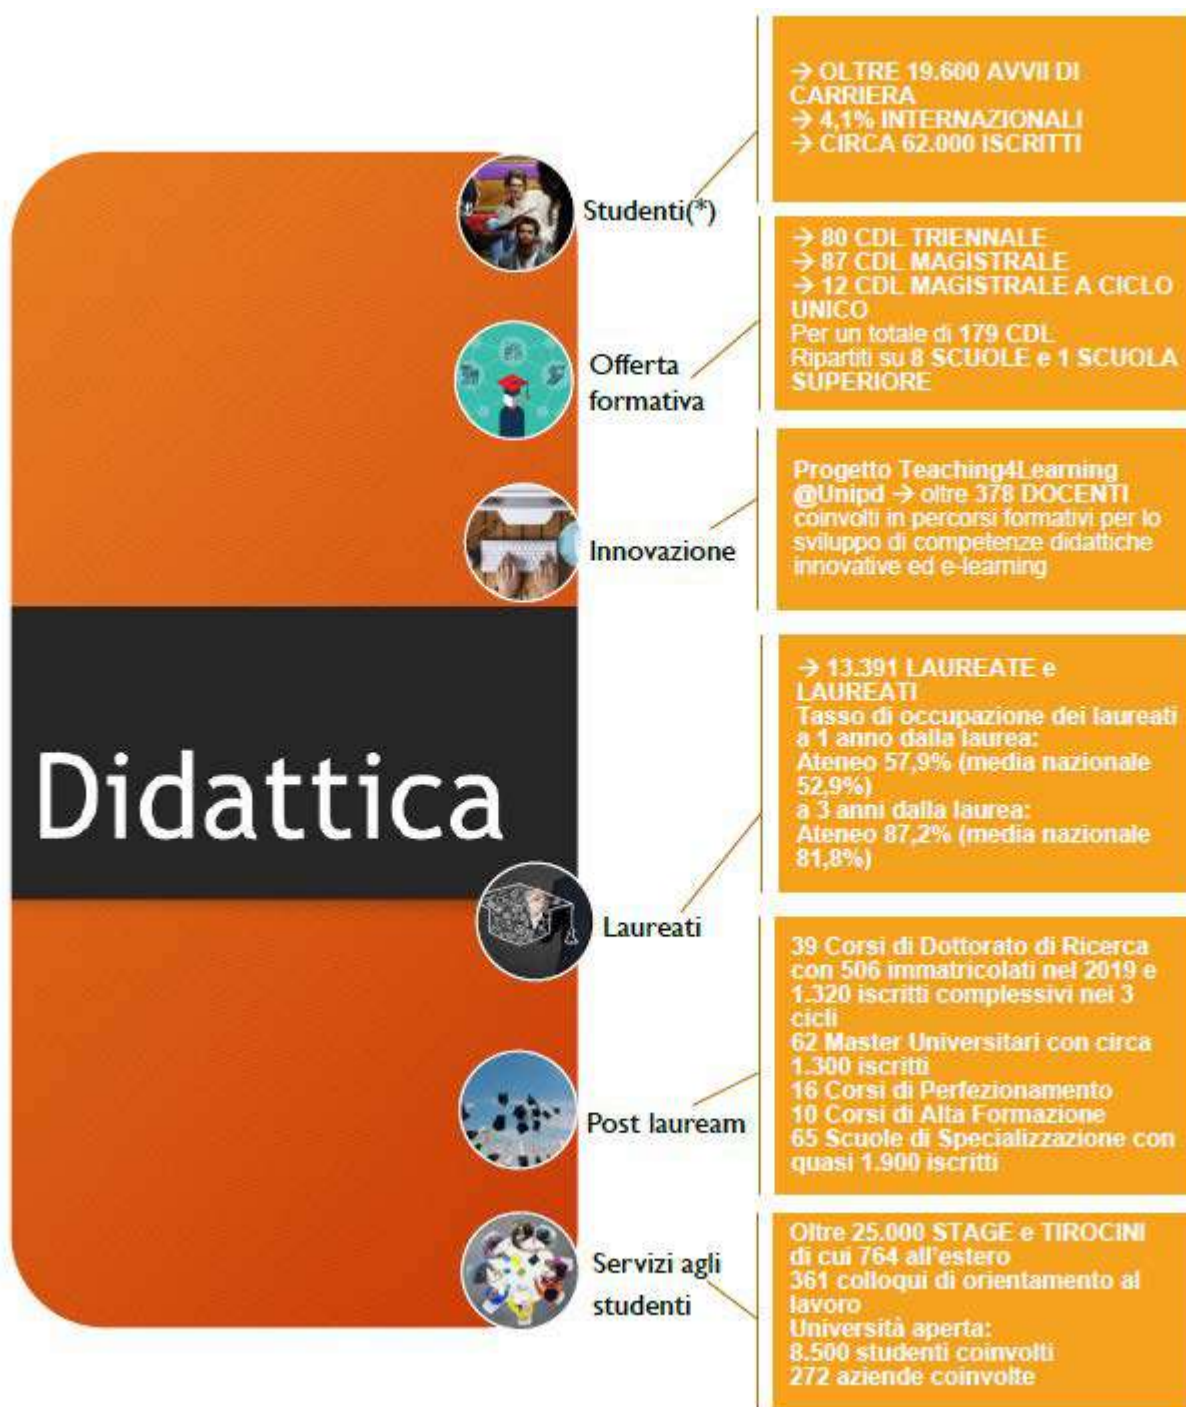 Didattica
Studenti(*)
→ OLTRE 19.600 AVVII DI
CARRIERA
→ 4,1% INTERNAZIONALI
→ CIRCA 62.000 ISCRITTI
Offerta
formativa
→ 80 CDL TRIENNALE
→ 87 CDL MAGISTRALE
→ 12 CDL MAGISTRALE A CICLO
UNICO
Per un totale di 179 CDL
Ripartiti su 8 SCUOLE e 1 SCUOLA
SUPERIORE
Innovazione
Progetto Teaching4Learning
@Unipd → oltre 378 DOCENTI
coinvolti in percorsi formativi per lo
sviluppo di competenze didattiche
innovative ed e-learning
Laureati
→ 13.391 LAUREATE e
LAUREATI
Tasso di occupazione dei laureati
a 1 anno dalla laurea:
Ateneo 57,9% (media nazionale
52,9%)
a 3 anni dalla laurea:
Ateneo 87,2% (media nazionale
81,8%)
Post lauream
39 Corsi di Dottorato di Ricerca
con 506 immatricolati nel 2019 e
1.320 iscritti complessivi nei 3
cicli
62 Master Universitari con circa
1.300 iscritti
16 Corsi di Perfezionamento
10 Corsi di Alta Formazione
65 Scuole di Specializzazione con
quasi 1.900 iscritti
Servizi agli
studenti
Oltre 25.000 STAGE e TIROCINI
di cui 764 all'estero
361 colloqui di orientamento al
lavoro
Università aperta:
8.500 studenti coinvolti
272 aziende coinvolte